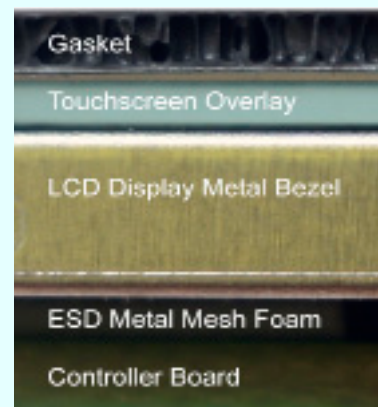 Gasket
Touchscreen Overlay
LCD Display Metal Bezel
ESD Metal Mesh Foam
Controller Board